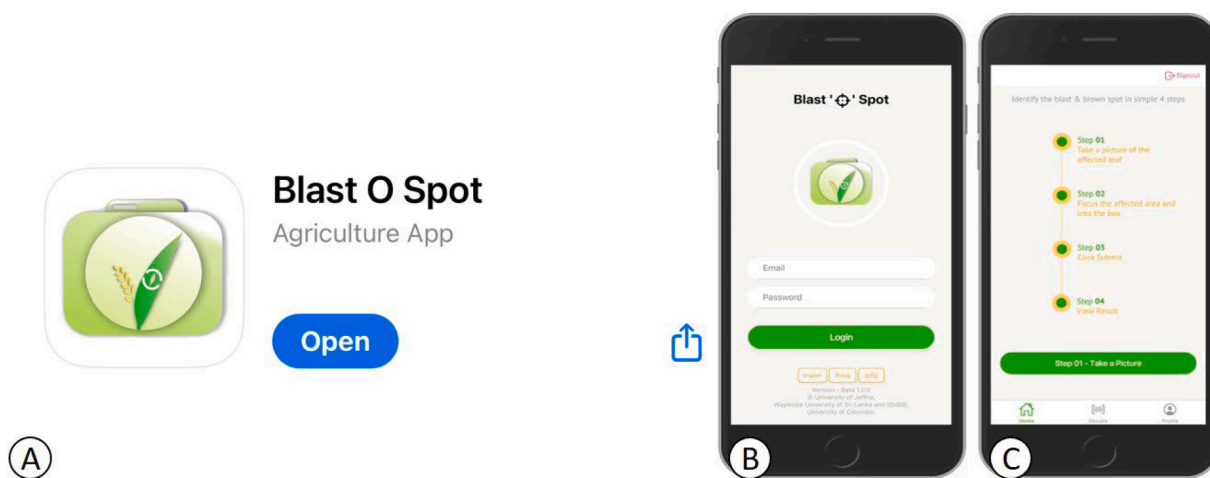 Blast O Spot
Agriculture App
Open
A
Blast ' ' Spot
Email
Password
Login
English
සිංහල
தமிழ்
Version - Beta 1.0.0
© University of Jaffna,
Wayamba University of Sri Lanka and IBMBB,
University of Colombo
B
Signout
Identify the blast & brown spot in simple 4 steps
Step 01
Take a picture of the
affected leaf
Step 02
Focus the affected area and
into the box
Step 03
Click Submit
Step 04
View Result
Step 01 - Take a Picture
Home
Results
Profile
C